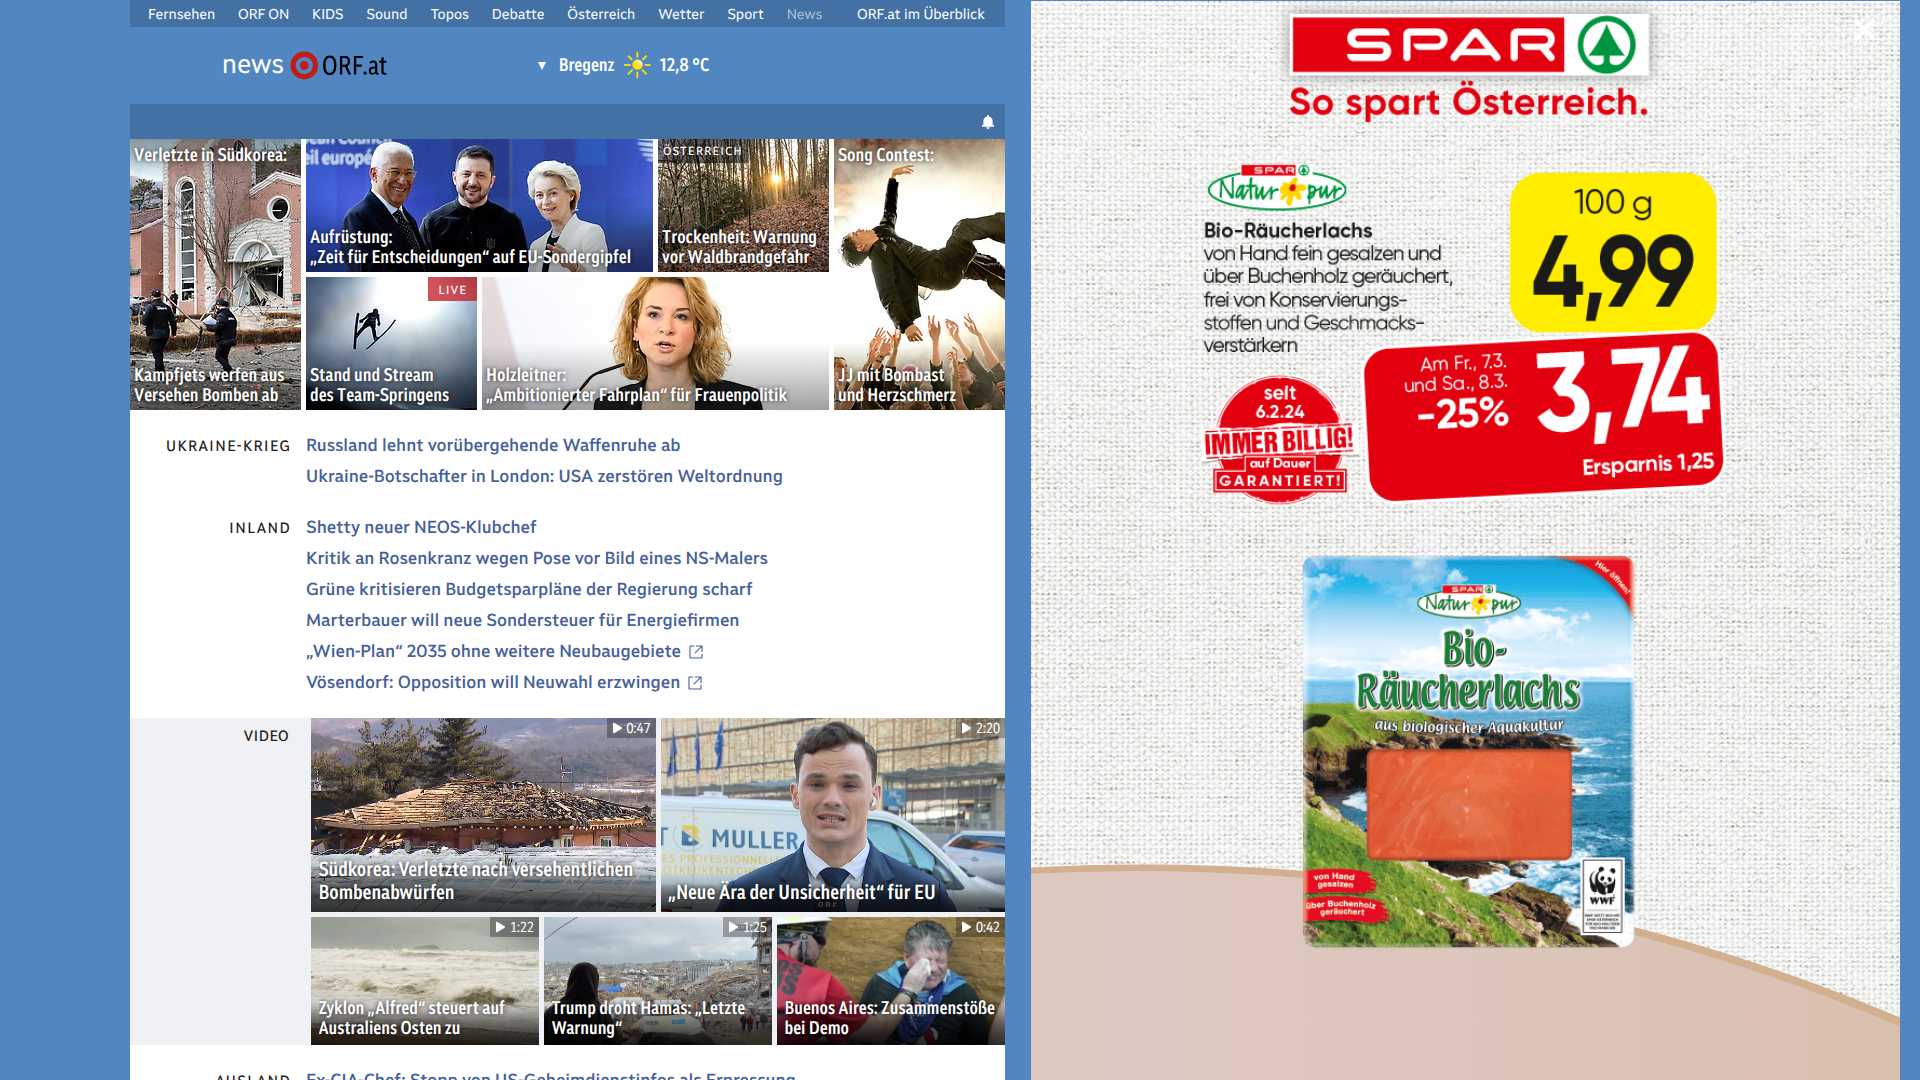 Fernsehen ORF ON KIDS Sound Topos Debatte Österreich Wetter Sport News ORF.at im Überblick
news ORF.at
Bregenz 12,8 °C
Verletzte in Südkorea:
Kampfjets werfen aus
Versehen Bomben ab
Aufrüstung:
„Zeit für Entscheidungen“ auf EU-Sondergipfel
ÖSTERREICH
Trockenheit: Warnung
vor Waldbrandgefahr
Song Contest:
JJ mit Bombast
und Herzschmerz
LIVE
Stand und Stream
des Team-Springens
Holzleitner:
„Ambitionierter Fahrplan“ für Frauenpolitik
UKRAINE-KRIEG
Russland lehnt vorübergehende Waffenruhe ab
Ukraine-Botschafter in London: USA zerstören Weltordnung
INLAND
Shetty neuer NEOS-Klubchef
Kritik an Rosenkranz wegen Pose vor Bild eines NS-Malers
Grüne kritisieren Budgetsparpläne der Regierung scharf
Marterbauer will neue Sondersteuer für Energiefirmen
„Wien-Plan“ 2035 ohne weitere Neubaugebiete
Vösendorf: Opposition will Neuwahl erzwingen
VIDEO
0:47
Südkorea: Verletzte nach versehentlichen
Bombenabwürfen
2:20
MULLER
„Neue Ära der Unsicherheit“ für EU
1:22
Zyklon „Alfred“ steuert auf
Australiens Osten zu
1:25
Trump droht Hamas: „Letzte
Warnung“
0:42
Buenos Aires: Zusammenstöße
bei Demo
AUSLAND
Ex-CIA-Chef: Stopp von US-Geheimdienstinfos als Erpressung
SPAR
So spart Österreich.
SPAR
Natur pur
Bio-Räucherlachs
von Hand fein gesalzen und
über Buchenholz geräuchert,
frei von Konservierungs-
stoffen und Geschmacks-
verstärkern
100 g
4,99
Am Fr., 7.3.
und Sa., 8.3.
-25%
3,74
Ersparnis 1,25
seit
6.2.24
IMMER BILLIG!
auf Dauer
GARANTIERT!
Hier öffnen!
SPAR
Natur pur
Bio-
Räucherlachs
aus biologischer Aquakultur
von Hand
gesalzen
über Buchenholz
geräuchert
WWF